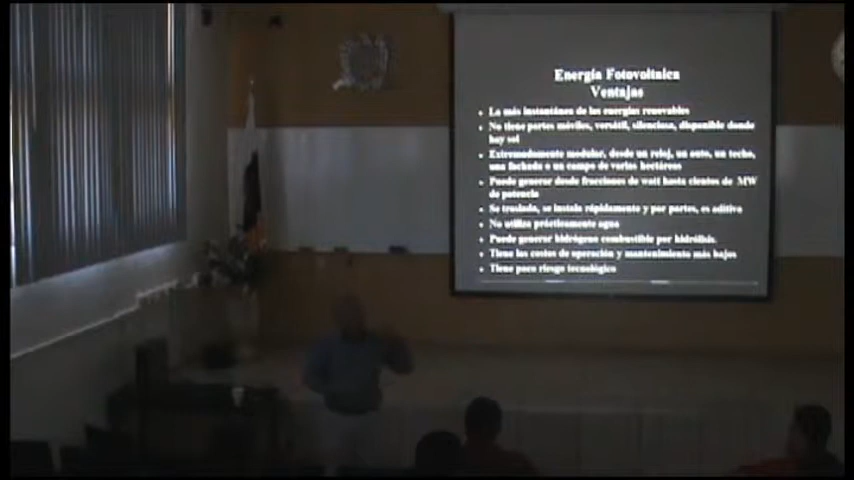 Energía Fotovoltaica
Ventajas
La más instantánea de las energías renovables
No tiene partes móviles, versátil, silenciosa, disponible donde
hay sol
Extremadamente modular, desde un reloj, un auto, un techo,
una fachada o un campo de varias hectáreas
Puede generar desde fracciones de watt hasta cientos de MW
de potencia
Se traslada, se instala rápidamente y por partes, es aditiva
No utiliza prácticamente agua
Puede generar hidrógeno combustible por hidrólisis.
Tiene los costos de operación y mantenimiento más bajos
Tiene poco riesgo tecnológico